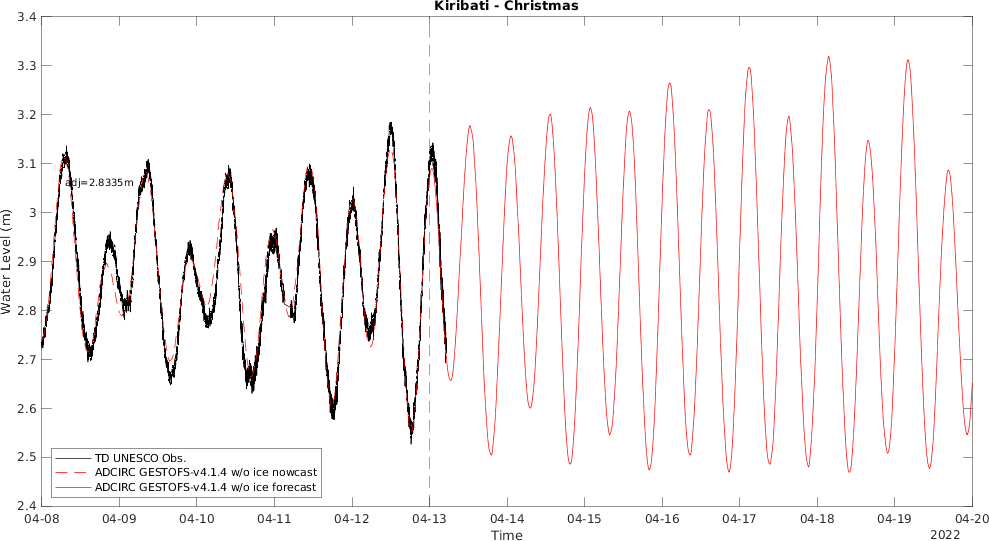 Kiribati - Christmas
3.4
3.3
3.2
3.1
3
2.9
2.8
2.7
2.6
2.5
2.4
Water Level (m)
adj=2.8335m
TD UNESCO Obs.
ADCIRC GESTOFS-v4.1.4 w/o ice nowcast
ADCIRC GESTOFS-v4.1.4 w/o ice forecast
04-08 04-09 04-10 04-11 04-12 04-13 04-14 04-15 04-16 04-17 04-18 04-19 04-20
Time
2022